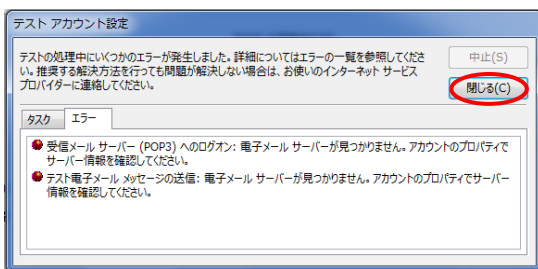 テスト アカウント設定
テストの処理中にいくつかのエラーが発生しました。詳細についてはエラーの一覧を参照してくださ
い。推奨する解決方法を行っても問題が解決しない場合は、お使いのインターネット サービス
プロバイダーに連絡してください。
中止(S)
閉じる(C)
タスク エラー
受信メール サーバー (POP3) へのログオン: 電子メール サーバーが見つかりません。アカウントのプロパティで
サーバー情報を確認してください。
テスト電子メール メッセージの送信: 電子メール サーバーが見つかりません。アカウントのプロパティでサーバー
情報を確認してください。